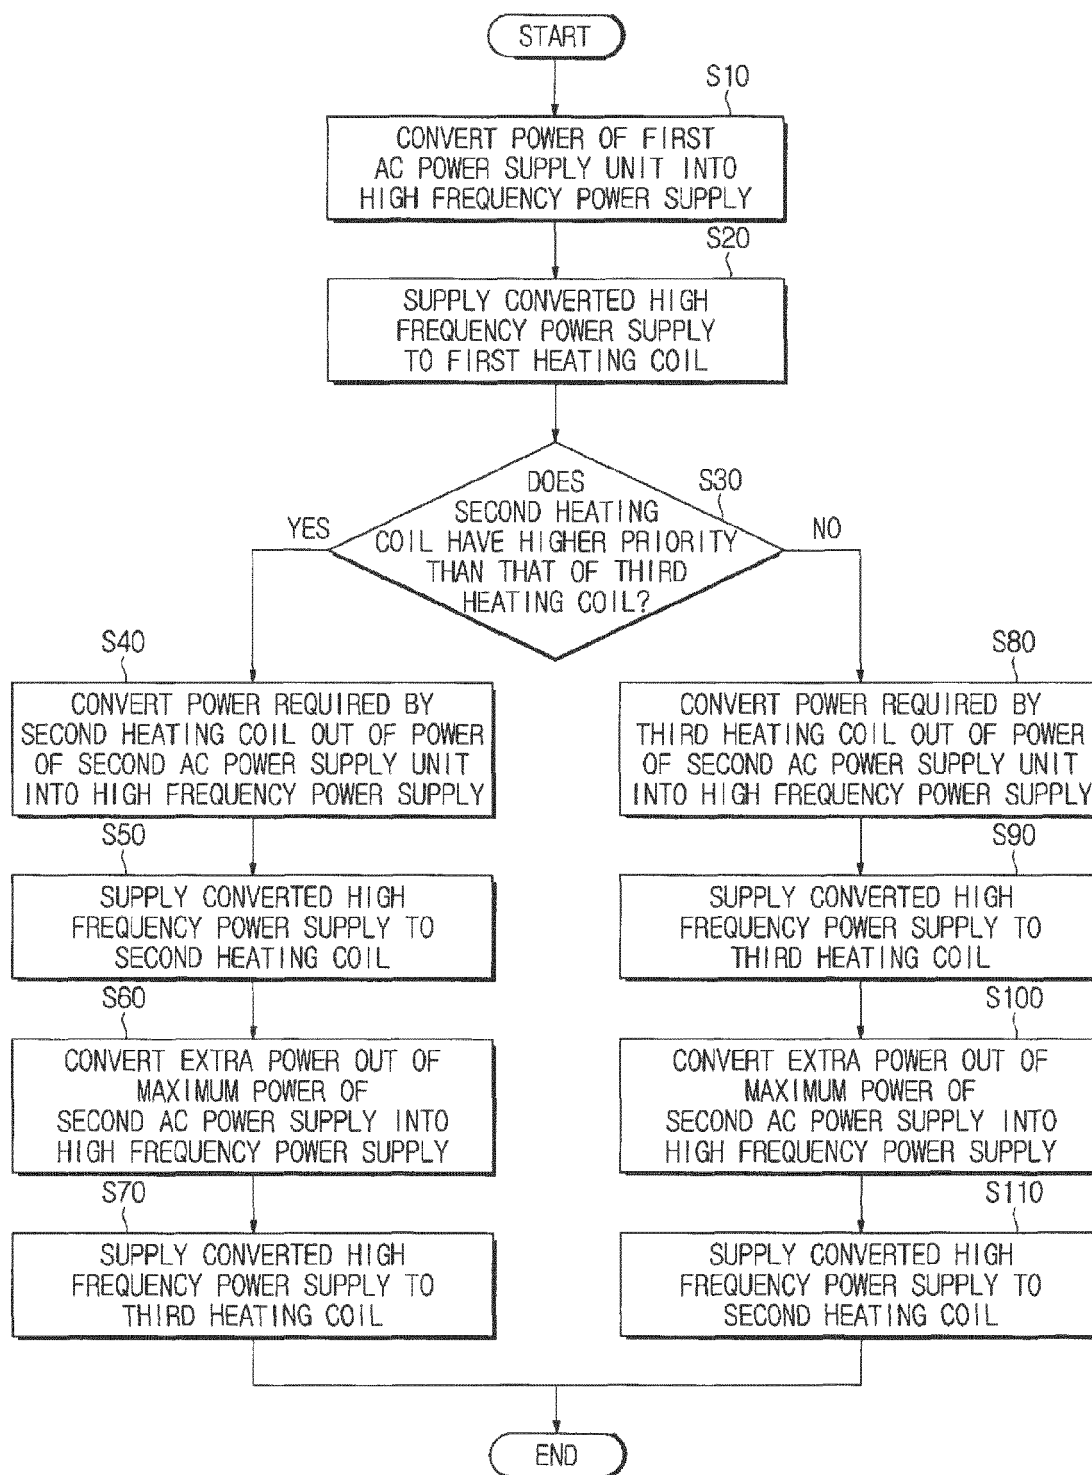 START
S10
CONVERT POWER OF FIRST
AC POWER SUPPLY UNIT INTO
HIGH FREQUENCY POWER SUPPLY
S20
SUPPLY CONVERTED HIGH
FREQUENCY POWER SUPPLY
TO FIRST HEATING COIL
S30
DOES
SECOND HEATING
COIL HAVE HIGHER PRIORITY
THAN THAT OF THIRD
HEATING COIL?
YES
NO
S40
CONVERT POWER REQUIRED BY
SECOND HEATING COIL OUT OF POWER
OF SECOND AC POWER SUPPLY UNIT
INTO HIGH FREQUENCY POWER SUPPLY
S50
SUPPLY CONVERTED HIGH
FREQUENCY POWER SUPPLY TO
SECOND HEATING COIL
S60
CONVERT EXTRA POWER OUT OF
MAXIMUM POWER OF
SECOND AC POWER SUPPLY INTO
HIGH FREQUENCY POWER SUPPLY
S70
SUPPLY CONVERTED HIGH
FREQUENCY POWER SUPPLY TO
THIRD HEATING COIL
S80
CONVERT POWER REQUIRED BY
THIRD HEATING COIL OUT OF POWER
OF SECOND AC POWER SUPPLY UNIT
INTO HIGH FREQUENCY POWER SUPPLY
S90
SUPPLY CONVERTED HIGH
FREQUENCY POWER SUPPLY TO
THIRD HEATING COIL
S100
CONVERT EXTRA POWER OUT OF
MAXIMUM POWER OF
SECOND AC POWER SUPPLY INTO
HIGH FREQUENCY POWER SUPPLY
S110
SUPPLY CONVERTED HIGH
FREQUENCY POWER SUPPLY TO
SECOND HEATING COIL
END